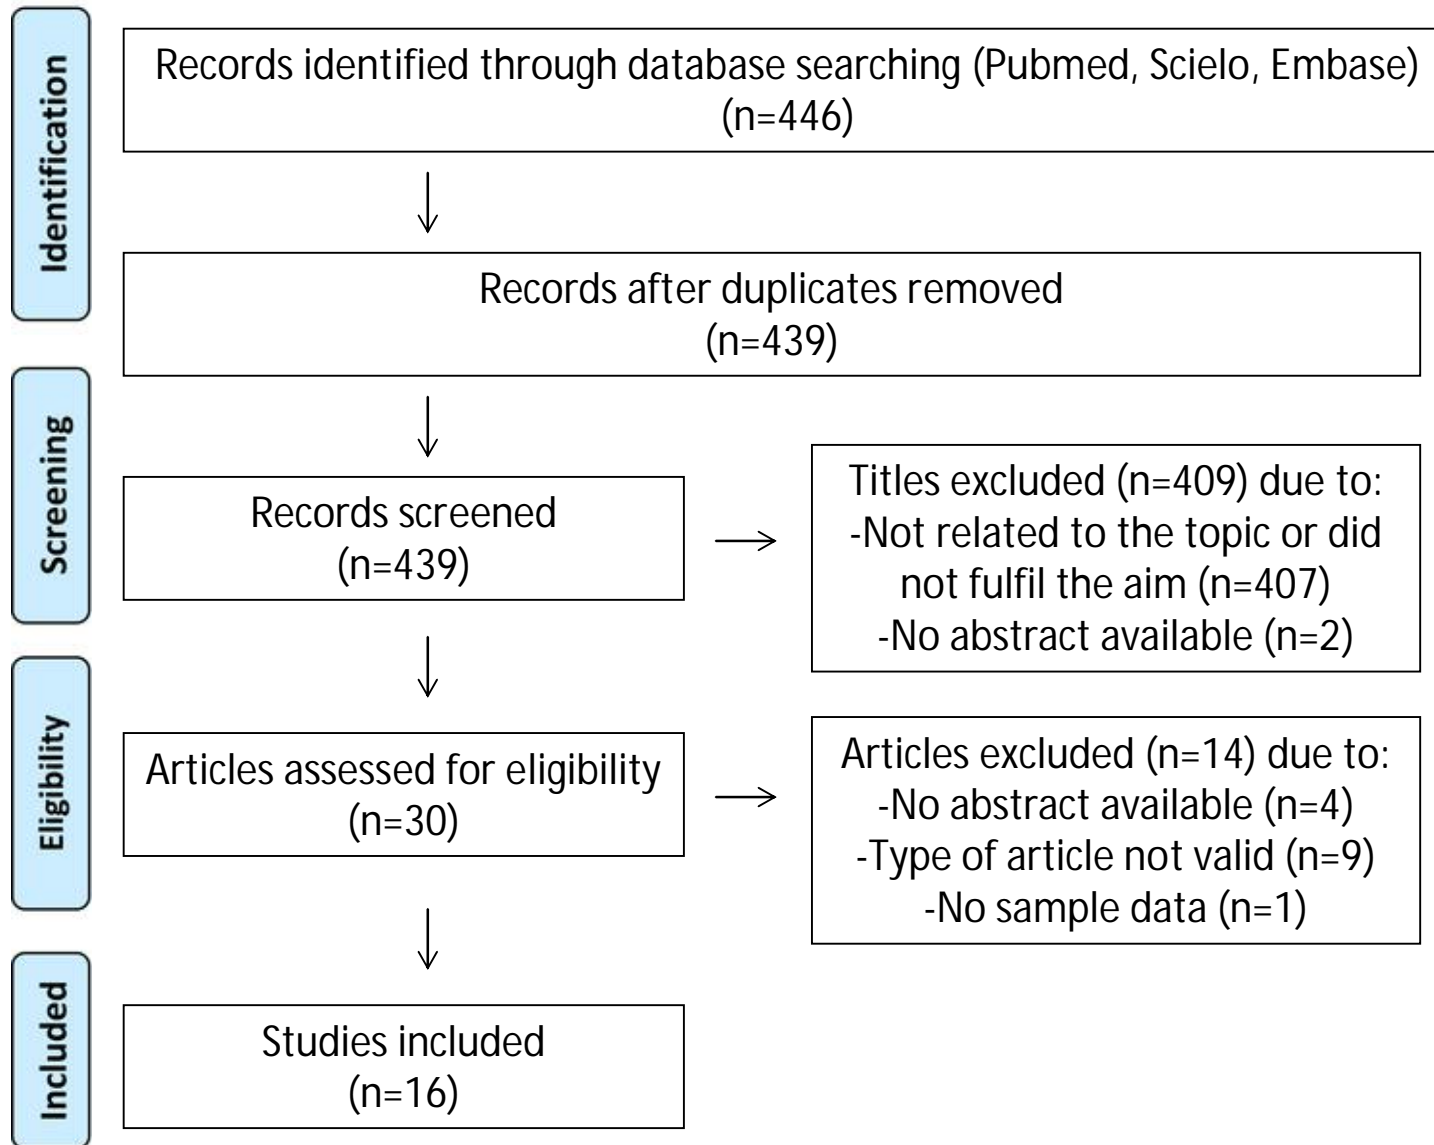 Identification
Records identified through database searching (Pubmed, Scielo, Embase)
(n=446)
Records after duplicates removed
(n=439)
Screening
Records screened
(n=439)
Titles excluded (n=409) due to:
-Not related to the topic or did
not fulfil the aim (n=407)
-No abstract available (n=2)
Eligibility
Articles assessed for eligibility
(n=30)
Articles excluded (n=14) due to:
-No abstract available (n=4)
-Type of article not valid (n=9)
-No sample data (n=1)
Included
Studies included
(n=16)